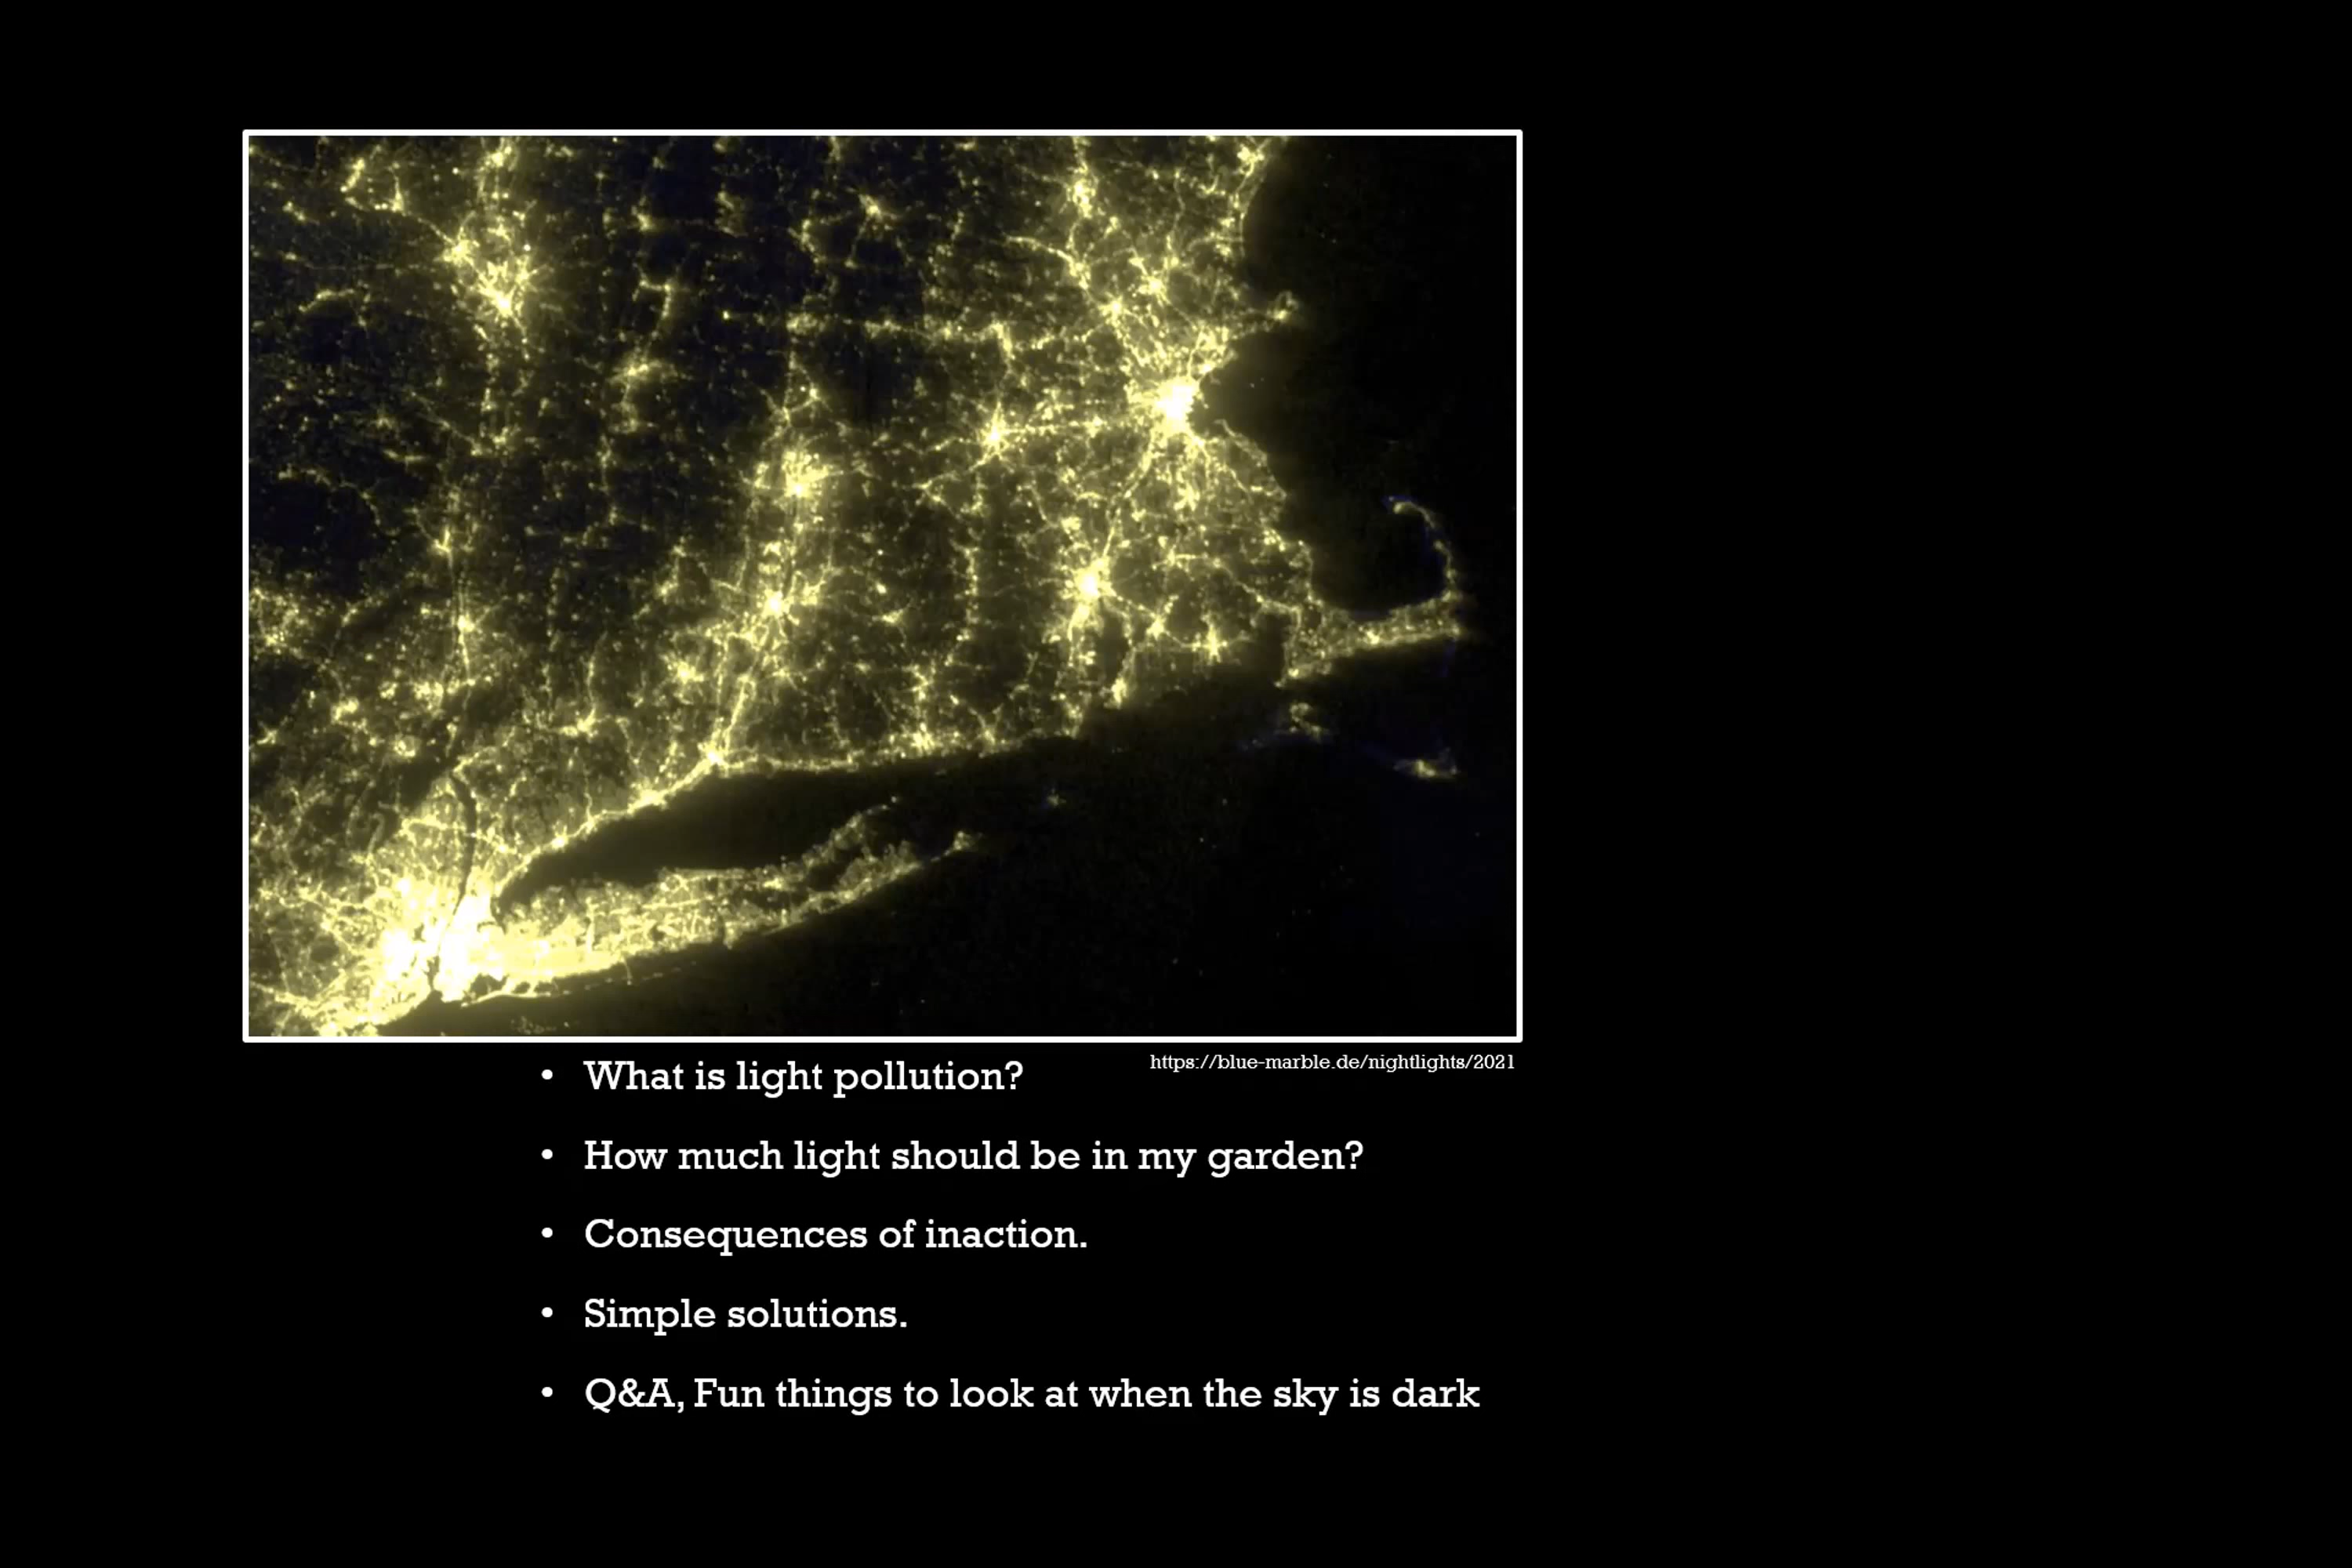 https://blue-marble.de/nightlights/2021
• What is light pollution?
• How much light should be in my garden?
• Consequences of inaction.
• Simple solutions.
• Q&A, Fun things to look at when the sky is dark